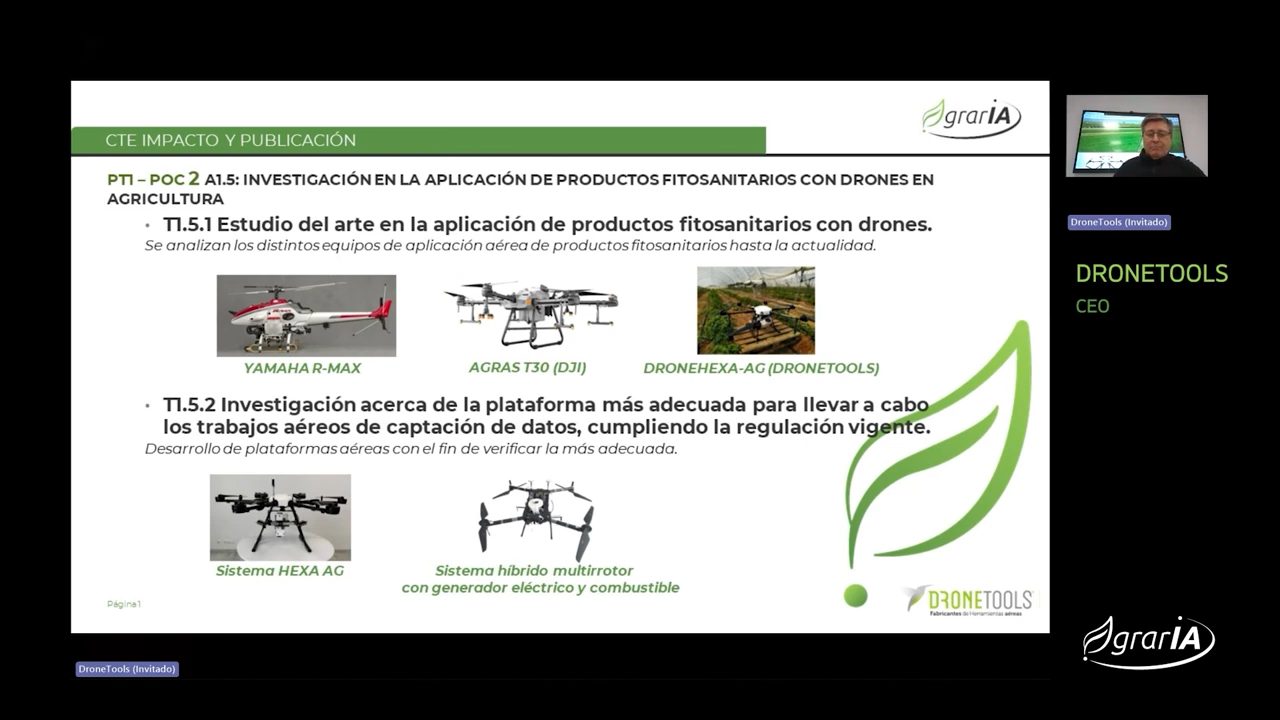 CTE IMPACTO Y PUBLICACIÓN
AgrarIA
PT1 – POC 2 A1.5: INVESTIGACIÓN EN LA APLICACIÓN DE PRODUCTOS FITOSANITARIOS CON DRONES EN
AGRICULTURA
• T1.5.1 Estudio del arte en la aplicación de productos fitosanitarios con drones.
Se analizan los distintos equipos de aplicación aérea de productos fitosanitarios hasta la actualidad.
YAMAHA R-MAX
AGRAS T30 (DJI)
DRONEHEXA-AG (DRONETOOLS)
• T1.5.2 Investigación acerca de la plataforma más adecuada para llevar a cabo
los trabajos aéreos de captación de datos, cumpliendo la regulación vigente.
Desarrollo de plataformas aéreas con el fin de verificar la más adecuada.
Sistema HEXA AG
Sistema híbrido multirrotor
con generador eléctrico y combustible
Página 1
DRONETOOLS
Fabricantes de Herramientas aéreas
DroneTools (Invitado)
DRONETOOLS
CEO
AgrarIA
DroneTools (Invitado)